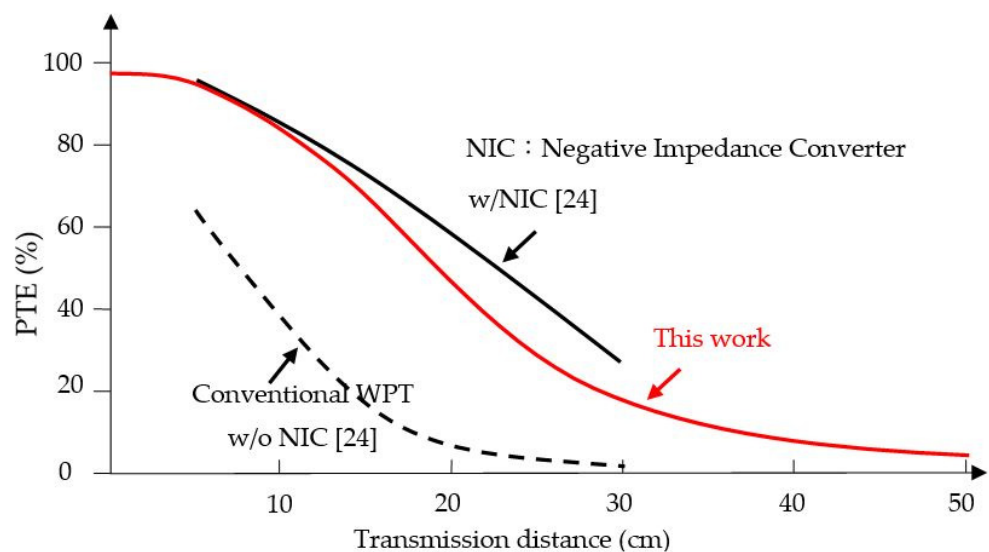 100
80
60
40
20
0
PTE (%)
NIC：Negative Impedance Converter
w/NIC [24]
This work
Conventional WPT
w/o NIC [24]
10
20
30
40
50
Transmission distance (cm)